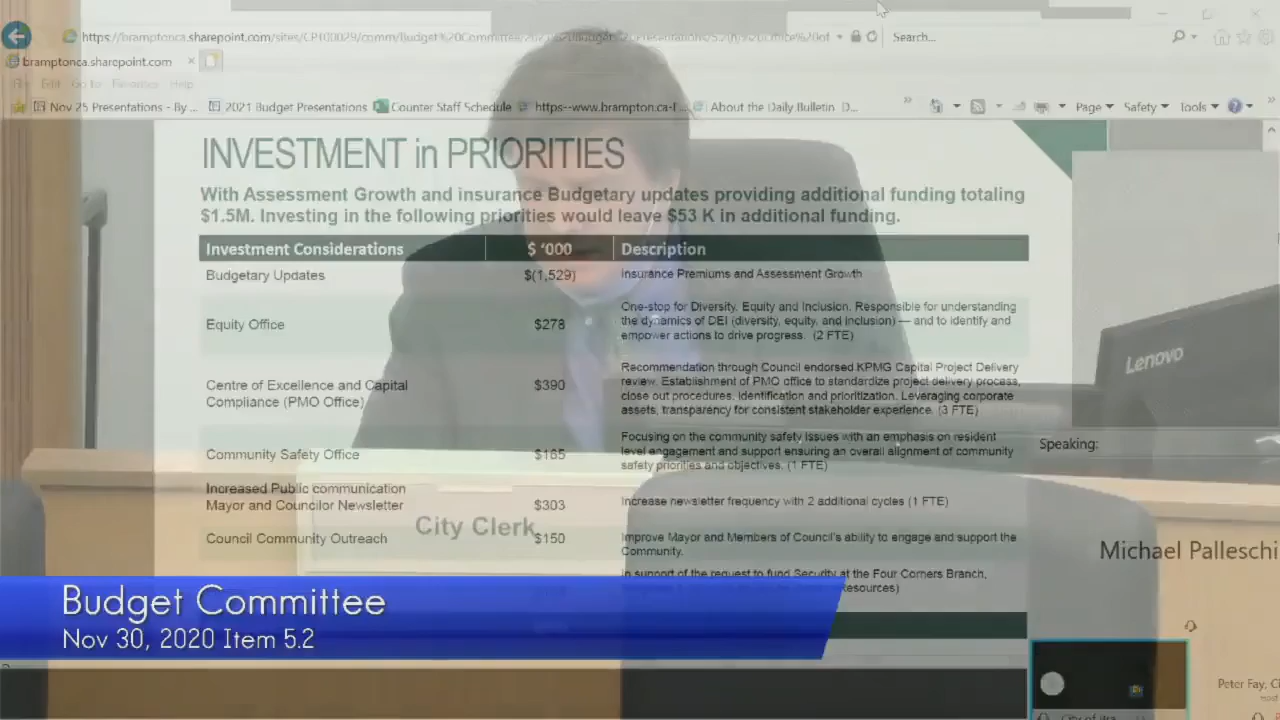 https://bramptonca.sharepoint.com/sites/
Search...
bramptonca.sharepoint.com
File Edit Go to Favorites Help
Nov 25 Presentations - By ...
2021 Budget Presentations
Counter Staff Schedule
https--www.brampton.ca-
About the Daily Bulletin D...
Page
Safety
Tools
INVESTMENT in PRIORITIES
With Assessment Growth and insurance Budgetary updates providing additional funding totaling
$1.5M. Investing in the following priorities would leave $53 K in additional funding.
Investment Considerations $ '000 Description
Budgetary Updates $(1,529) Insurance Premiums and Assessment Growth
One-stop for Diversity, Equity and Inclusion. Responsible for understanding
Equity Office $278 the dynamics of DEI (diversity, equity, and inclusion) — and to identify and
empower actions to drive progress. (2 FTE)
Recommendation through Council endorsed KPMG Capital Project Delivery
Centre of Excellence and Capital $390 review. Establishment of PMO office to standardize project delivery process,
Compliance (PMO Office) close out procedures. Identification and prioritization. Leveraging corporate
assets, transparency for consistent stakeholder experience. (3 FTE)
Focusing on the community safety issues with an emphasis on resident
Community Safety Office $165 level engagement and support ensuring an overall alignment of community
safety priorities and objectives. (1 FTE)
Increased Public communication
Mayor and Councilor Newsletter $303 Increase newsletter frequency with 2 additional cycles (1 FTE)
Council Community Outreach $150 Improve Mayor and Members of Council's ability to engage and support the
Community.
In support of the request to fund Security at the Four Corners Branch,
Resources)
Lenovo
Speaking:
City Clerk
Michael Palleschi
Budget Committee
Nov 30, 2020 Item 5.2
Peter Fay, C